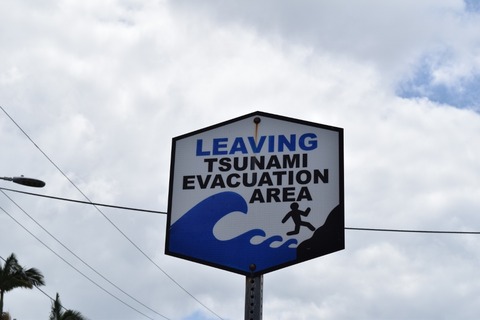 LEAVING
TSUNAMI
EVACUATION
AREA